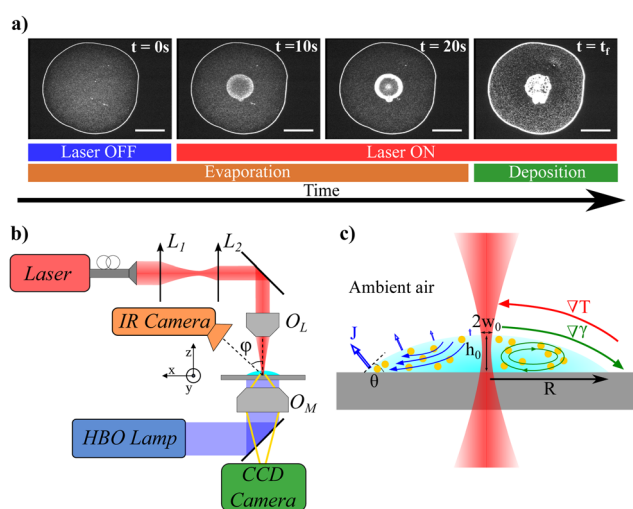 a)
t = 0s
t =10s
t = 20s
t = t_f
Laser OFF
Laser ON
Evaporation
Deposition
Time
b)
L_1
L_2
Laser
IR Camera
O_L
φ
z
x
y
O_M
HBO Lamp
CCD
Camera
c)
Ambient air
∇T
2w_0
∇γ
J
h_0
θ
R